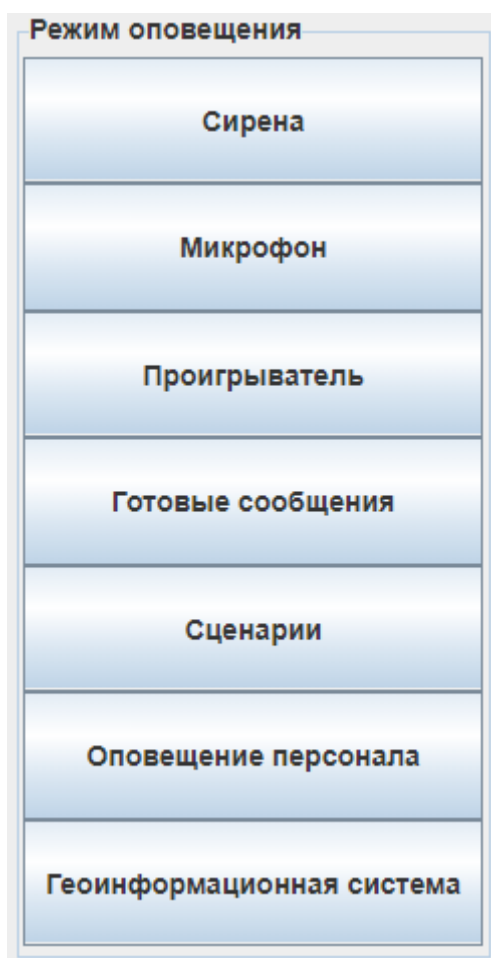 Режим оповещения
Сирена
Микрофон
Проигрыватель
Готовые сообщения
Сценарии
Оповещение персонала
Геоинформационная система